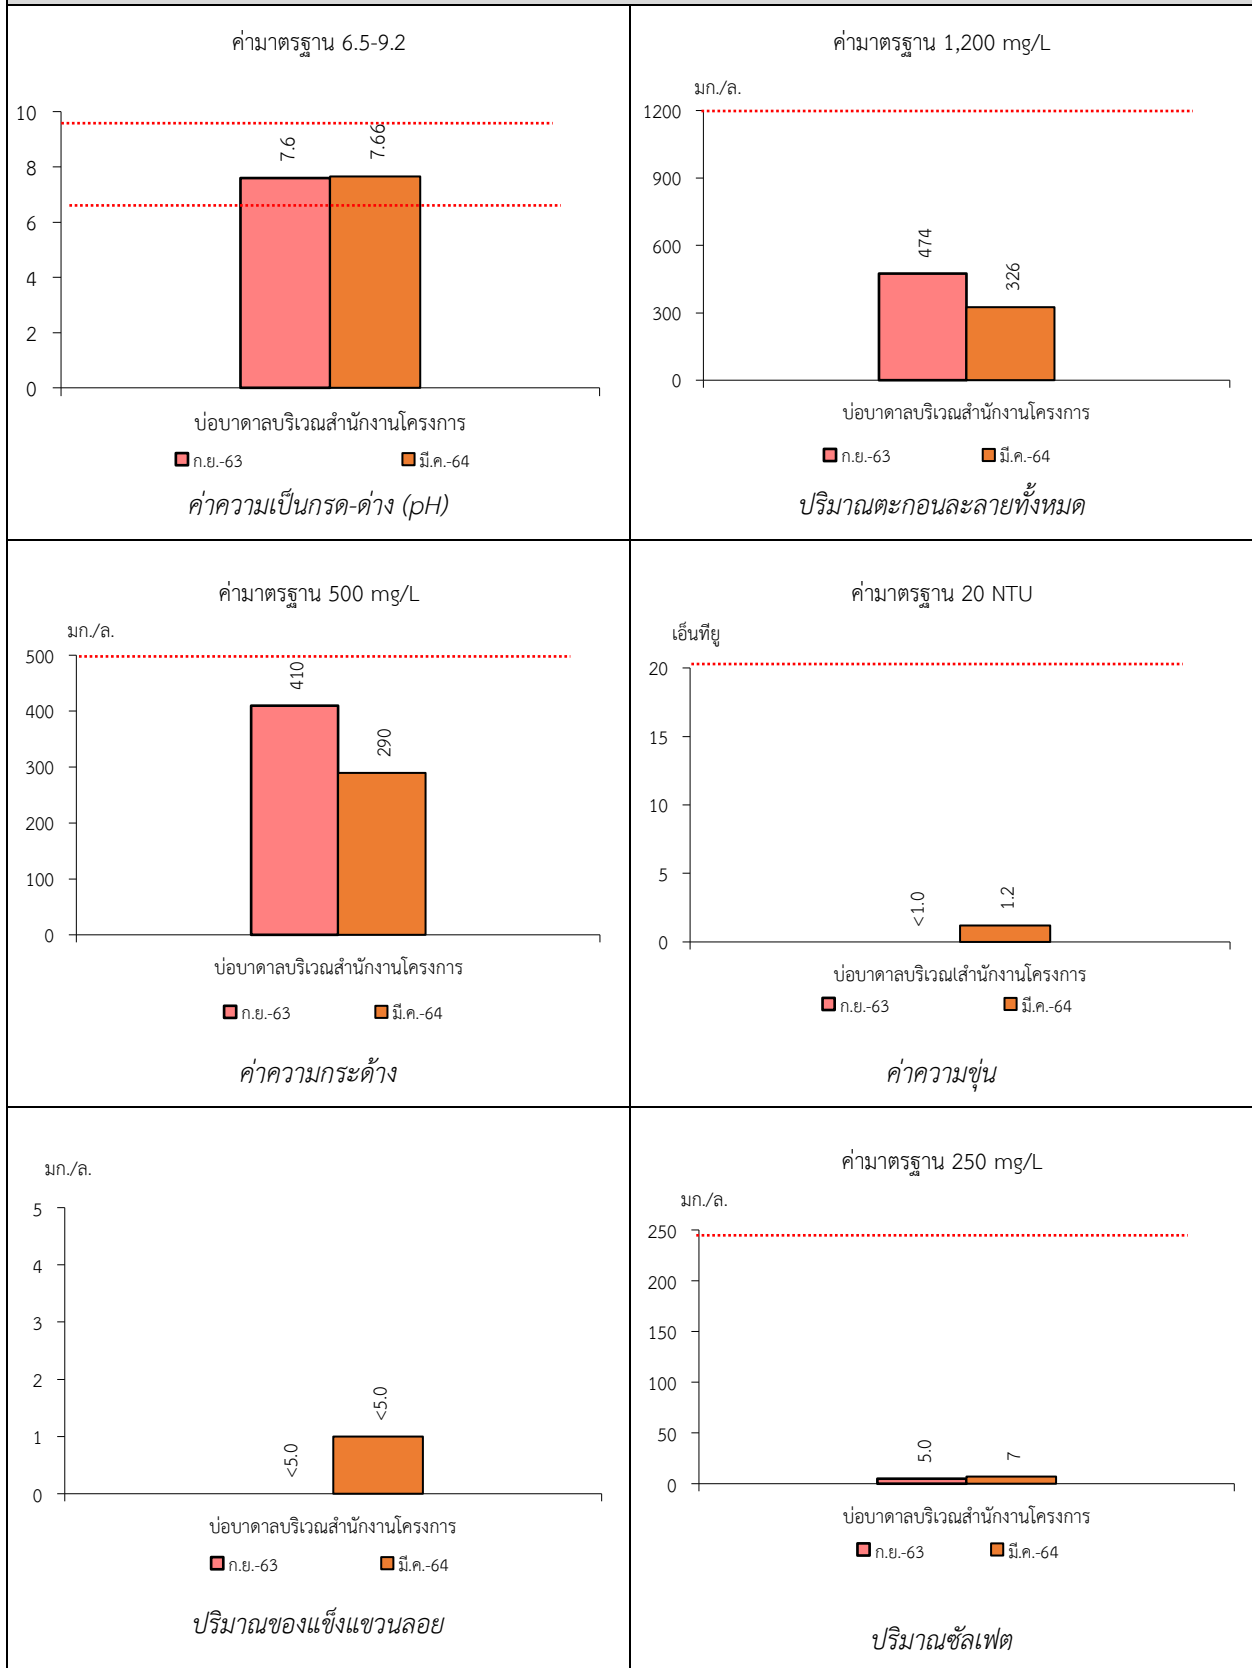 ค่ามาตรฐาน 6.5-9.2
10
8
6
4
2
0
7.6
7.66
บ่อบาดาลบริเวณสำนักงานโครงการ
ก.ย.-63 มี.ค.-64
ค่าความเป็นกรด-ด่าง (pH)
ค่ามาตรฐาน 1,200 mg/L
มก./ล.
1200
900
600
300
0
474
326
บ่อบาดาลบริเวณสำนักงานโครงการ
ก.ย.-63 มี.ค.-64
ปริมาณตะกอนละลายทั้งหมด
ค่ามาตรฐาน 500 mg/L
มก./ล.
500
400
300
200
100
0
410
290
บ่อบาดาลบริเวณสำนักงานโครงการ
ก.ย.-63 มี.ค.-64
ค่าความกระด้าง
ค่ามาตรฐาน 20 NTU
เอ็นทียู
20
15
10
5
0
<1.0
1.2
บ่อบาดาลบริเวณlสำนักงานโครงการ
ก.ย.-63 มี.ค.-64
ค่าความขุ่น
มก./ล.
5
4
3
2
1
0
<5.0
<5.0
บ่อบาดาลบริเวณสำนักงานโครงการ
ก.ย.-63 มี.ค.-64
ปริมาณของแข็งแขวนลอย
ค่ามาตรฐาน 250 mg/L
มก./ล.
250
200
150
100
50
0
5.0
7
บ่อบาดาลบริเวณสำนักงานโครงการ
ก.ย.-63 มี.ค.-64
ปริมาณซัลเฟต